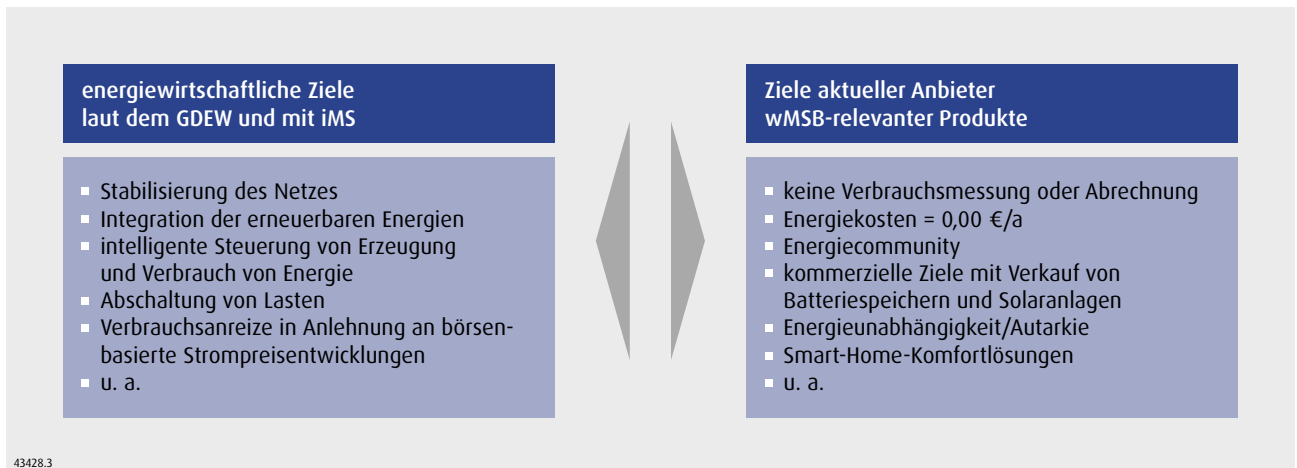 energiewirtschaftliche Ziele
laut dem GDEW und mit iMS
Stabilisierung des Netzes
Integration der erneuerbaren Energien
intelligente Steuerung von Erzeugung
und Verbrauch von Energie
Abschaltung von Lasten
Verbrauchsanreize in Anlehnung an börsen-
basierte Strompreisentwicklungen
u. a.
Ziele aktueller Anbieter
wMSB-relevanter Produkte
keine Verbrauchsmessung oder Abrechnung
Energiekosten = 0,00 €/a
Energiecommunity
kommerzielle Ziele mit Verkauf von
Batteriespeichern und Solaranlagen
Energieunabhängigkeit/Autarkie
Smart-Home-Komfortlösungen
u. a.
43428.3